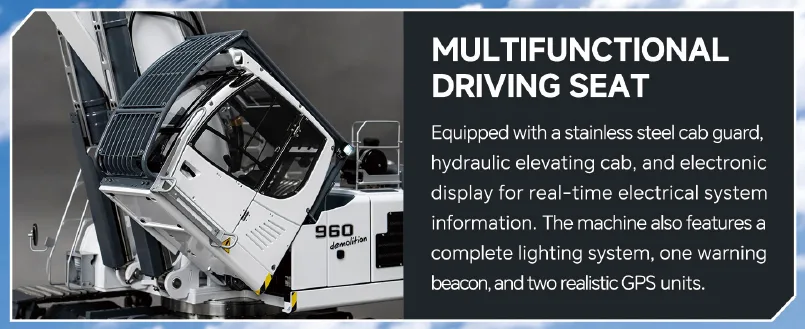 MULTIFUNCTIONAL
DRIVING SEAT
Equipped with a stainless steel cab guard,
hydraulic elevating cab, and electronic
display for real-time electrical system
information. The machine also features a
complete lighting system, one warning
beacon, and two realistic GPS units.
960
demolition